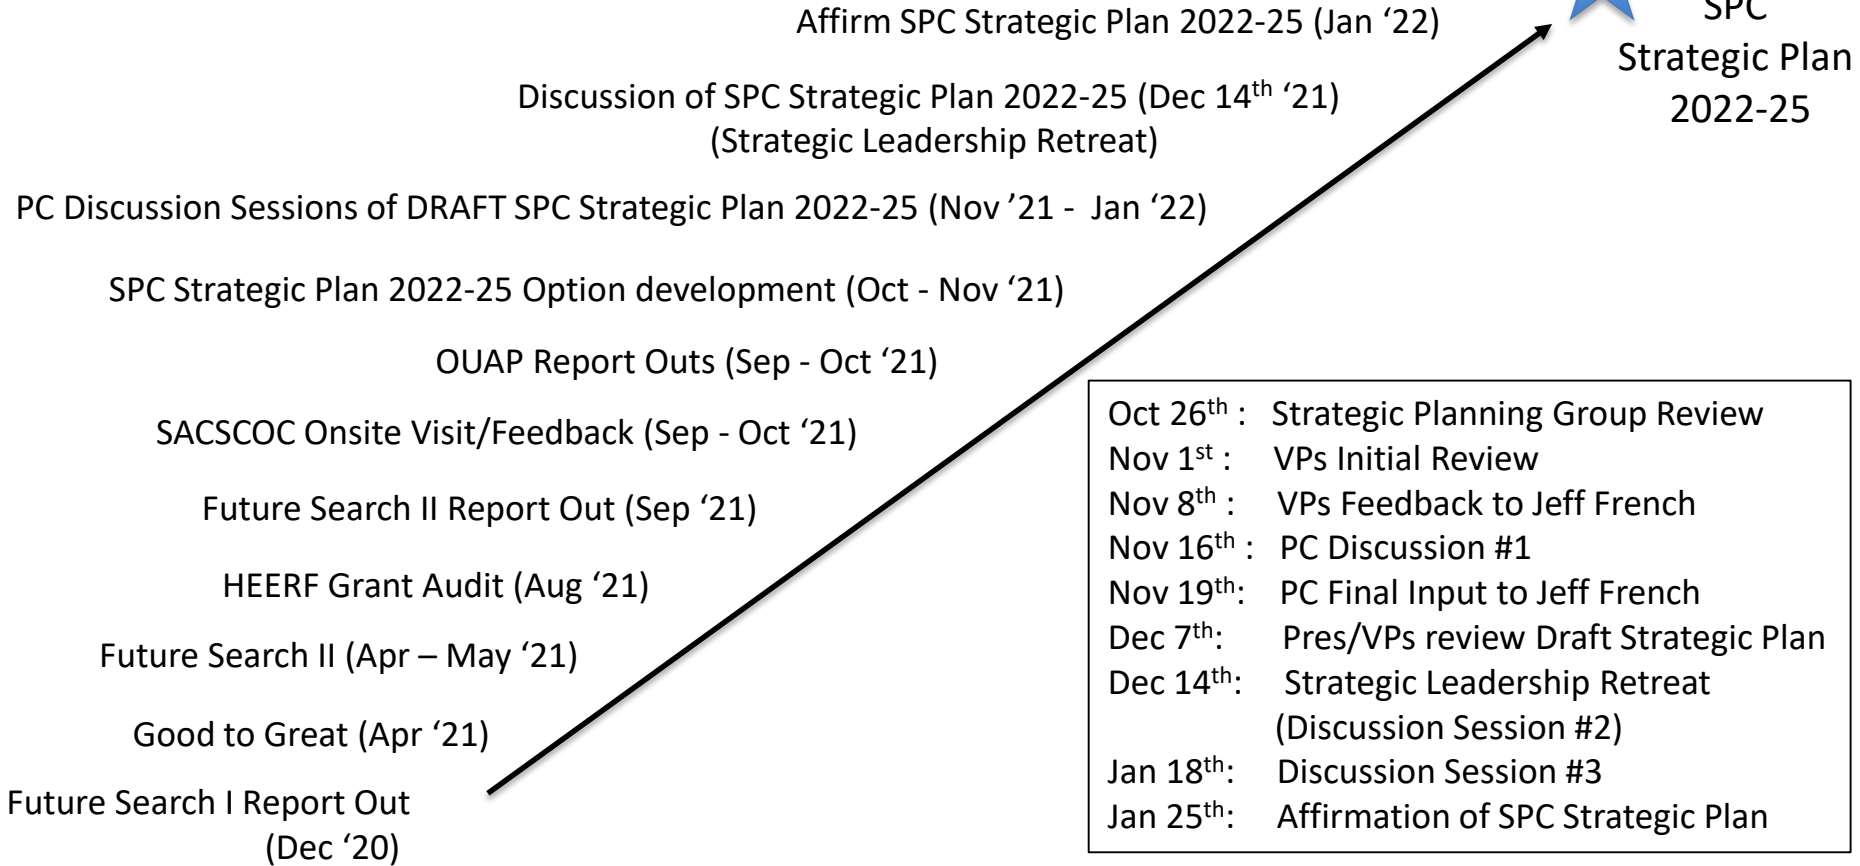 Affirm SPC Strategic Plan 2022-25 (Jan ‘22)
SPC
Strategic Plan
2022-25
Discussion of SPC Strategic Plan 2022-25 (Dec 14th ‘21)
(Strategic Leadership Retreat)
PC Discussion Sessions of DRAFT SPC Strategic Plan 2022-25 (Nov ’21 - Jan ‘22)
SPC Strategic Plan 2022-25 Option development (Oct - Nov ‘21)
OUAP Report Outs (Sep - Oct ‘21)
SACSCOC Onsite Visit/Feedback (Sep - Oct ‘21)
Future Search II Report Out (Sep ‘21)
HEERF Grant Audit (Aug ‘21)
Future Search II (Apr – May ‘21)
Good to Great (Apr ‘21)
Future Search I Report Out
(Dec ‘20)
Oct 26th : Strategic Planning Group Review
Nov 1st : VPs Initial Review
Nov 8th : VPs Feedback to Jeff French
Nov 16th : PC Discussion #1
Nov 19th: PC Final Input to Jeff French
Dec 7th: Pres/VPs review Draft Strategic Plan
Dec 14th: Strategic Leadership Retreat
(Discussion Session #2)
Jan 18th: Discussion Session #3
Jan 25th: Affirmation of SPC Strategic Plan